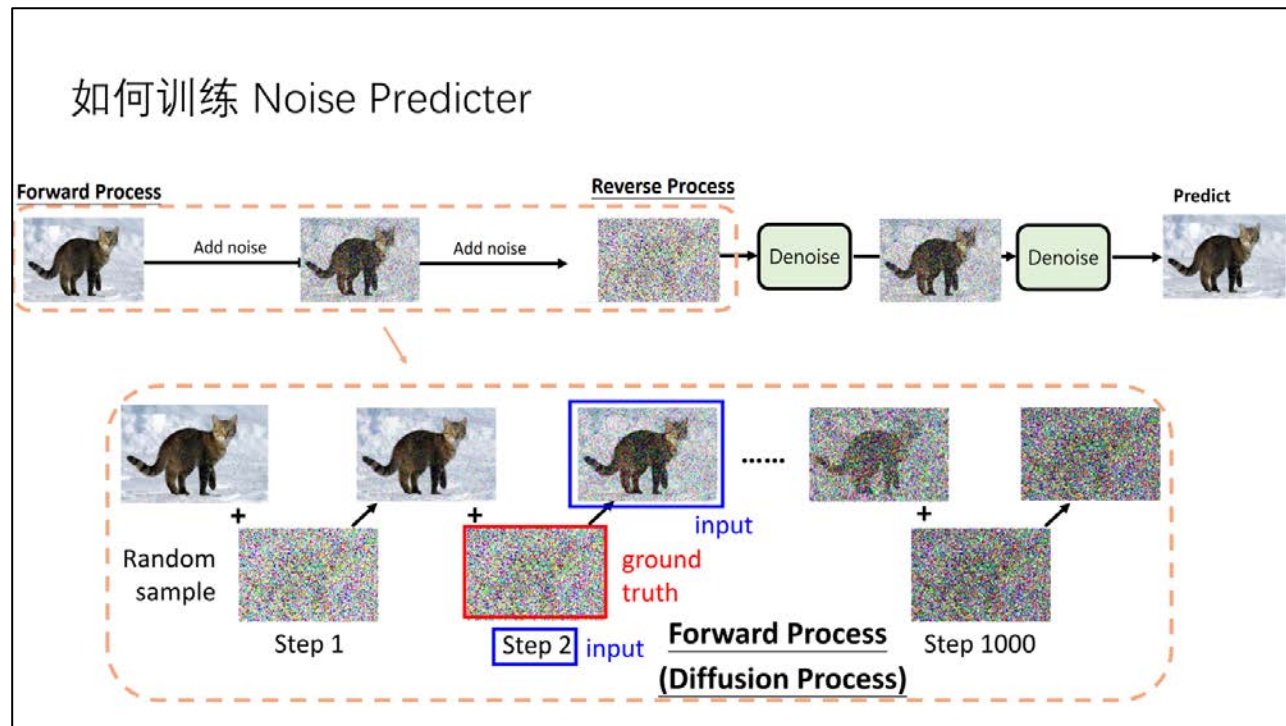 如何训练 Noise Predicter
Forward Process
Reverse Process
Predict
Add noise
Add noise
Denoise
Denoise
......
input
+
+
+
Random
sample
ground
truth
Step 1
Step 2
input
Forward Process
(Diffusion Process)
Step 1000